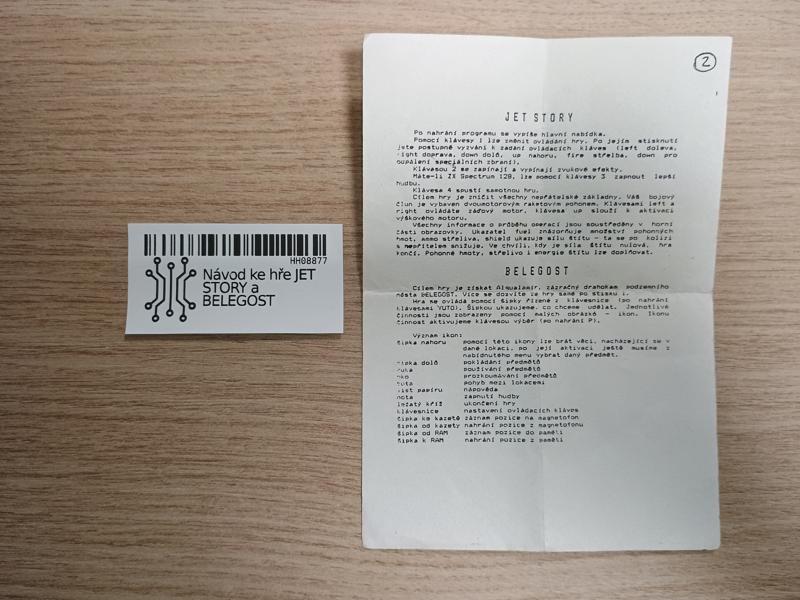 HH08877
Návod ke hře JET
STORY a
BELEGOST
2
JET STORY
Po nahrání programu se vypíše hlavní nabídka.
Pomocí klávesy 1 lze změnit ovládání hry. Po jejím stisknutí
jste postupně vyzváni k zadání ovládacích kláves (left doleva,
right doprava, down dolů, up nahoru, fire střelba, down pro
odpálení speciálních zbraní).
Klávesou 2 se zapínají a vypínají zvukové efekty.
Máte-li ZX Spectrum 128, lze pomocí klávesy 3 zapnout lepší
hudbu.
Klávesa 4 spustí samotnou hru.
Cílem hry je zničit všechny nepřátelské základny. Váš bojový
člun je vybaven dvoumotorovým raketovým pohonem. Klávesami left a
right ovládáte záďový motor, klávesa up slouží k aktivaci
výškového motoru.
Všechny informace o průběhu operací jsou soustředěny v horní
části obrazovky. Ukazatel fuel znázorňuje množství pohonných
hmot, ammo střeliva, shield ukazuje sílu štítu - ta se po kolizi
s nepřítelem snižuje. Ve chvíli, kdy je síla štítu nulová, hra
končí. Pohonné hmoty, střelivo i energie štítu lze doplňovat.
BELEGOST
Cílem hry je získat Almualamir, zázračný drahokam podzemního
města BELEGOST. Více se dozvíte ze hry samé po stisku i.
Hra se ovládá pomocí šipky řízené z klávesnice (po nahrání
klávesami YUIO). Šipkou ukazujeme, co chceme udělat. Jednotlivé
činnosti jsou zobrazeny pomocí malých obrázků - ikon. Ikonu
činnost aktivujeme klávesou výběr (po nahrání P).
Význam ikon:
šipka nahoru pomocí této ikony lze brát věci, nacházející se v
dané lokaci, po její aktivaci ještě musíme z
nabídnutého menu vybrat daný předmět.
šipka dolů pokládání předmětů
ruka používání předmětů
oko prozkoumávání předmětů
bota pohyb mezi lokacemi
list papíru nápověda
nota zapnutí hudby
ležatý kříž ukončení hry
klávesnice nastavení ovládacích kláves
šipka ke kazetě záznam pozice na magnetofon
šipka od kazety nahrání pozice z magnetofonu
šipka od RAM záznam pozice do paměti
šipka k RAM nahrání pozice z paměti